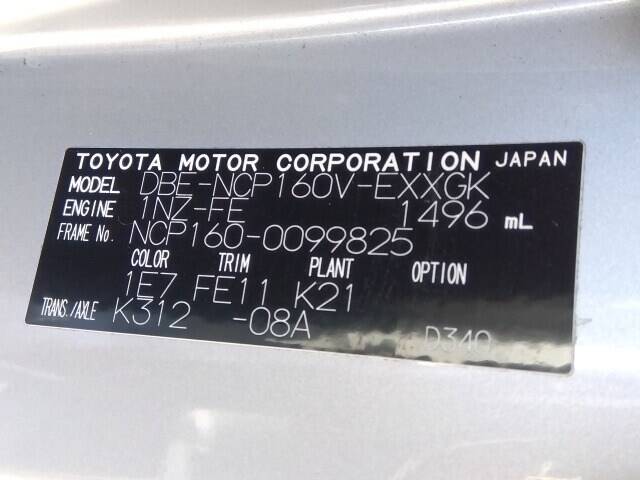 TOYOTA MOTOR CORPORATION JAPAN
MODEL DBE-NCP160V-EXXGK
ENGINE 1NZ-FE 1496 mL
FRAME No. NCP160-0099825
COLOR TRIM PLANT OPTION
1E7 FE11 K21
TRANS./AXLE K312 -08A
D340